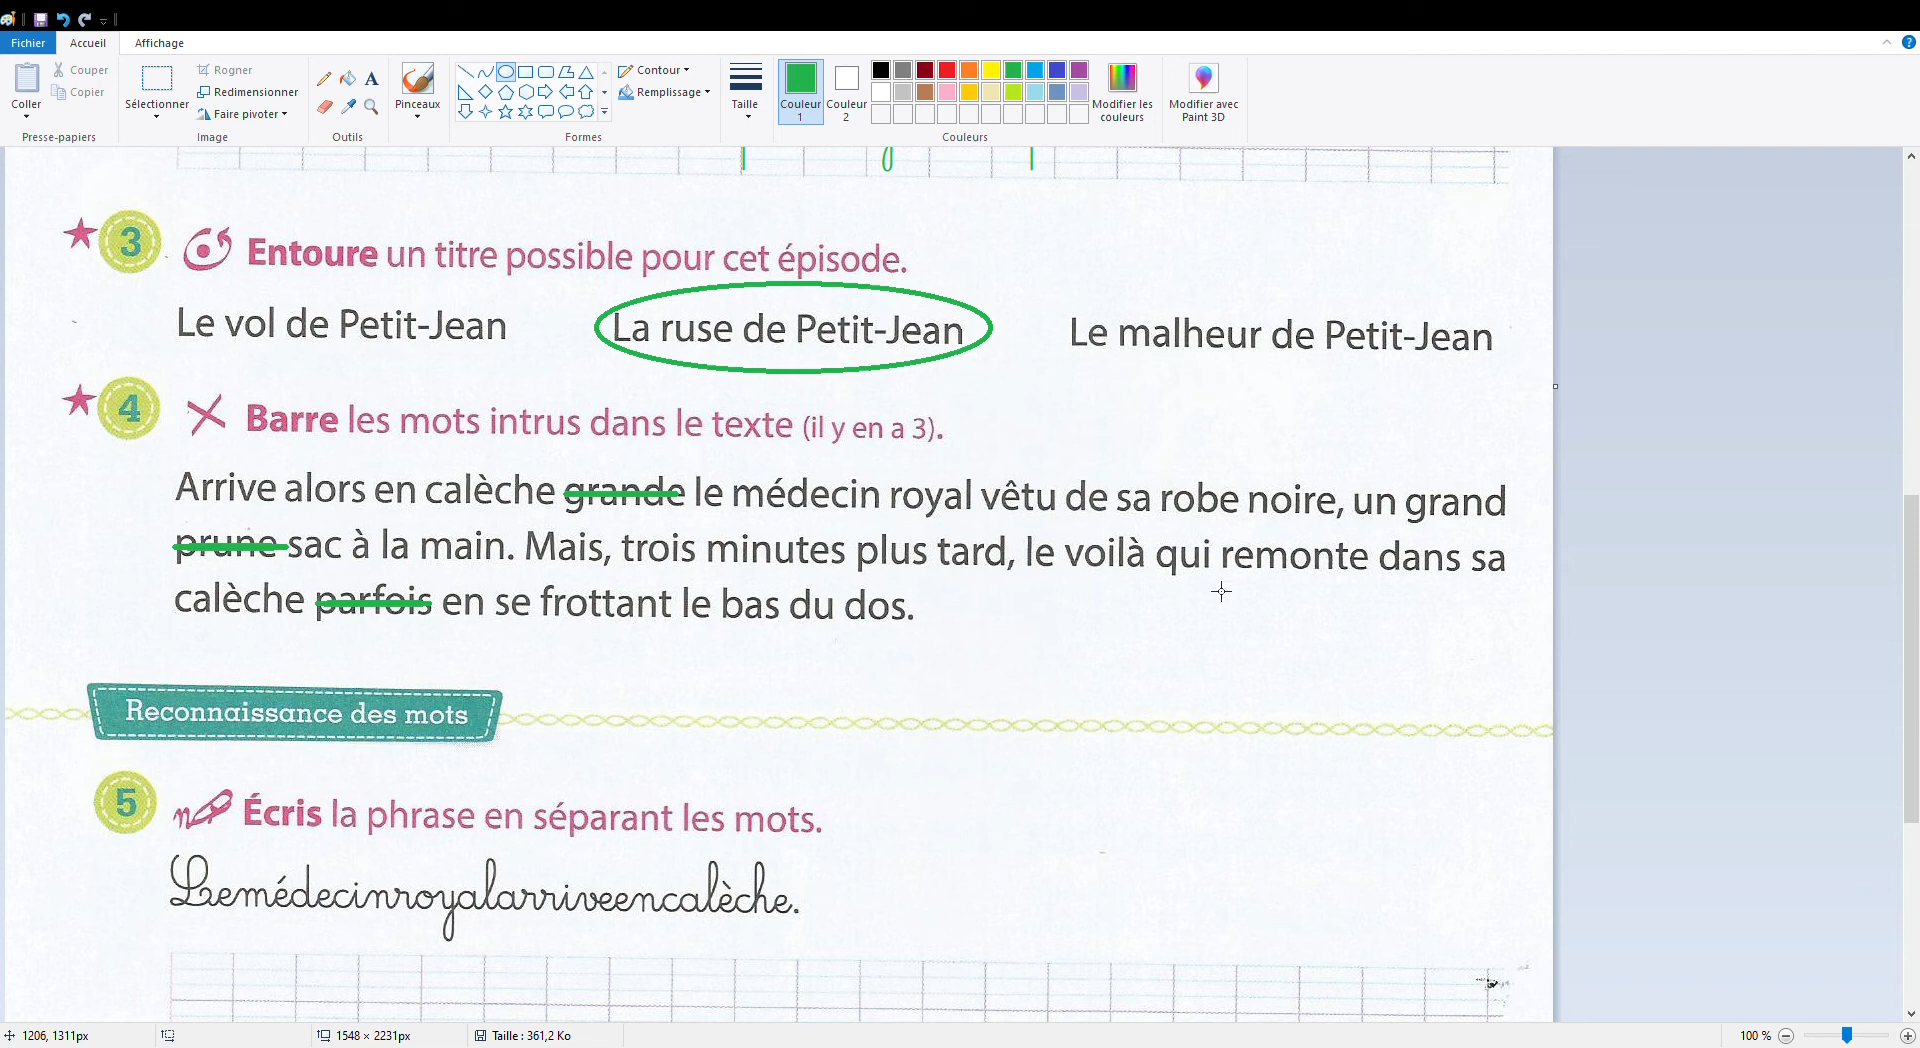 Fichier Accueil Affichage
Coller
Couper
Copier
Presse-papiers
Sélectionner
Rogner
Redimensionner
Faire pivoter
Image
A
Outils
Pinceaux
Contour
Remplissage
Formes
Taille
Couleur 1
Couleur 2
Modifier les couleurs
Couleurs
Modifier avec Paint 3D
3 Entoure un titre possible pour cet épisode.
Le vol de Petit-Jean La ruse de Petit-Jean Le malheur de Petit-Jean
4 Barre les mots intrus dans le texte (il y en a 3).
Arrive alors en calèche grande le médecin royal vêtu de sa robe noire, un grand
prune sac à la main. Mais, trois minutes plus tard, le voilà qui remonte dans sa
calèche parfois en se frottant le bas du dos.
Reconnaissance des mots
5 Écris la phrase en séparant les mots.
Lemédecinroyalarriveencalèche.
1206, 1311px 1548 × 2231px Taille : 361,2 Ko 100 %